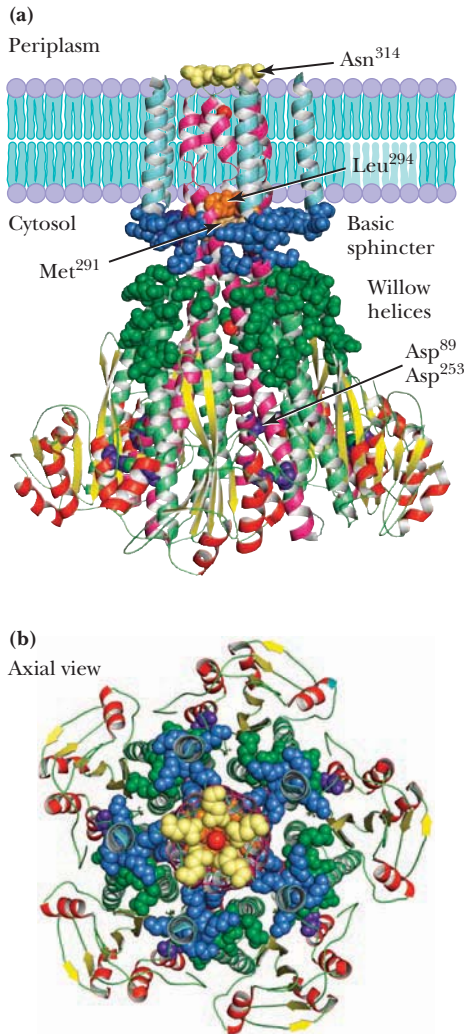 (a)
Periplasm
Asn³¹⁴
Leu²⁹⁴
Cytosol
Basic
sphincter
Met²⁹¹
Willow
helices
Asp⁸⁹
Asp²⁵³
(b)
Axial view